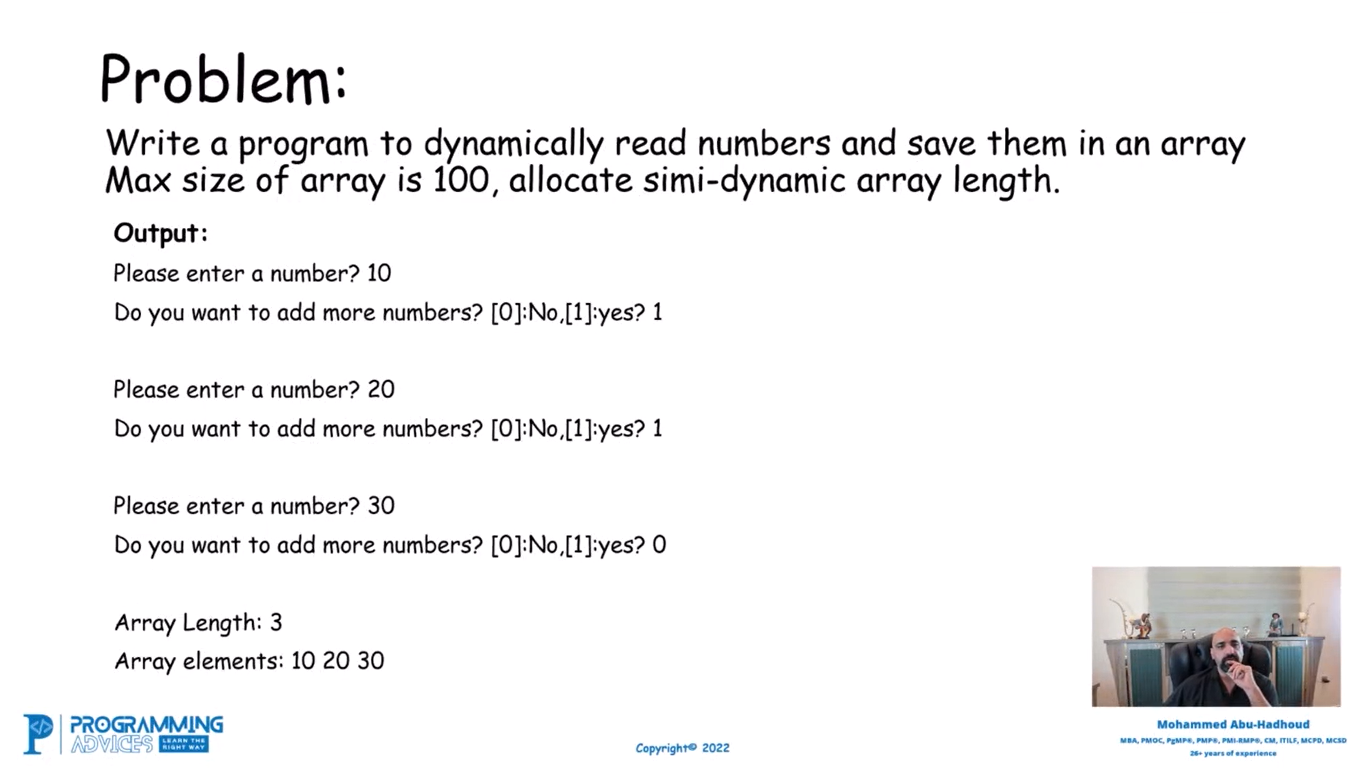 Problem:
Write a program to dynamically read numbers and save them in an array
Max size of array is 100, allocate simi-dynamic array length.
Output:
Please enter a number? 10
Do you want to add more numbers? [0]:No,[1]:yes? 1
Please enter a number? 20
Do you want to add more numbers? [0]:No,[1]:yes? 1
Please enter a number? 30
Do you want to add more numbers? [0]:No,[1]:yes? 0
Array Length: 3
Array elements: 10 20 30
PROGRAMMING
ADVICES LEARN THE RIGHT WAY
Copyright© 2022
Mohammed Abu-Hadhoud
MBA, PMOC, PgMP®, PMP®, PMI-RMP®, CM, ITILF, MCPD, MCSD
26+ years of experience